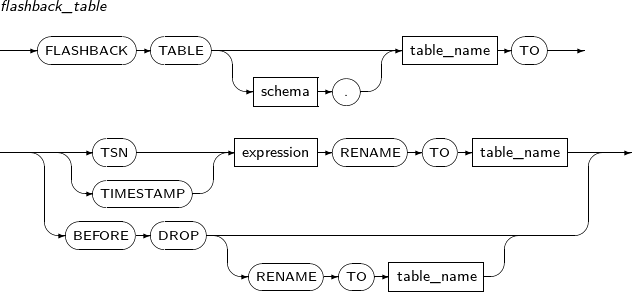 flashback_table
FLASHBACK TABLE table_name TO
schema .
TSN expression RENAME TO table_name
TIMESTAMP
BEFORE DROP
RENAME TO table_name